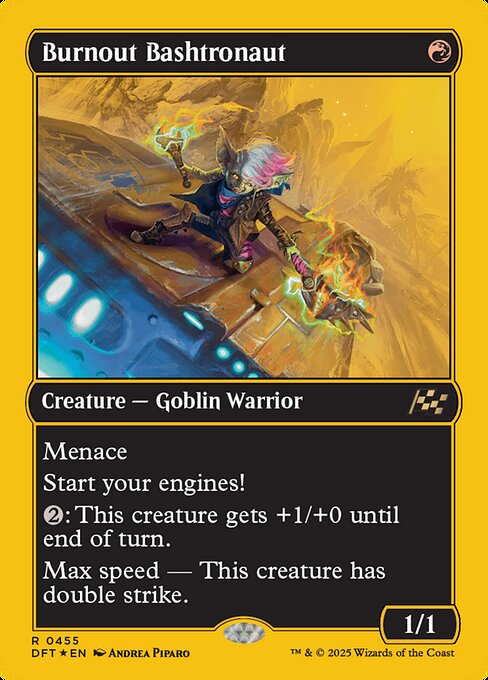 Burnout Bashtronaut
Creature — Goblin Warrior
Menace
Start your engines!
2: This creature gets +1/+0 until
end of turn.
Max speed — This creature has
double strike.
1/1
R 0455
DFT★EN Andrea Piparo
™ & © 2025 Wizards of the Coast